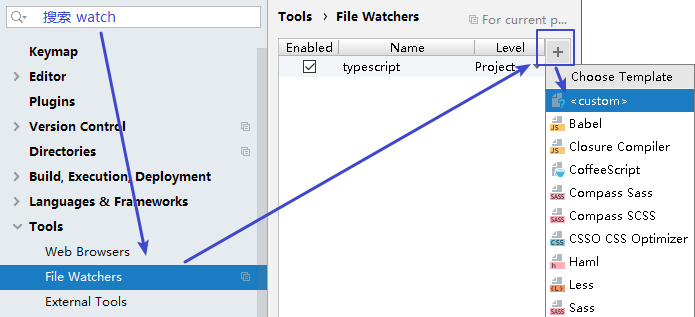 搜索 watch
Keymap
Editor
Plugins
Version Control
Directories
Build, Execution, Deployment
Languages & Frameworks
Tools
Web Browsers
File Watchers
External Tools
Tools › File Watchers
For current p...
Enabled Name Level
typescript Project
Choose Template
<custom>
Babel
Closure Compiler
CoffeeScript
Compass Sass
Compass SCSS
CSSO CSS Optimizer
Haml
Less
Sass